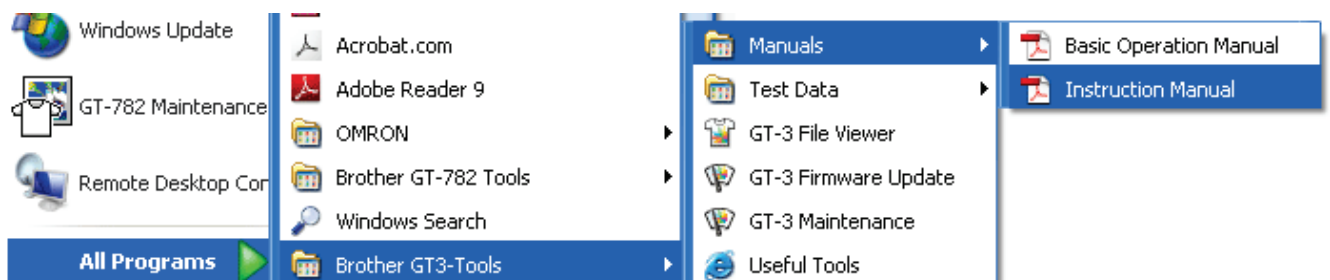 Windows Update
GT-782 Maintenance
Remote Desktop Cor
All Programs
Acrobat.com
Adobe Reader 9
OMRON
Brother GT-782 Tools
Windows Search
Brother GT3-Tools
Manuals
Test Data
GT-3 File Viewer
GT-3 Firmware Update
GT-3 Maintenance
Useful Tools
Basic Operation Manual
Instruction Manual